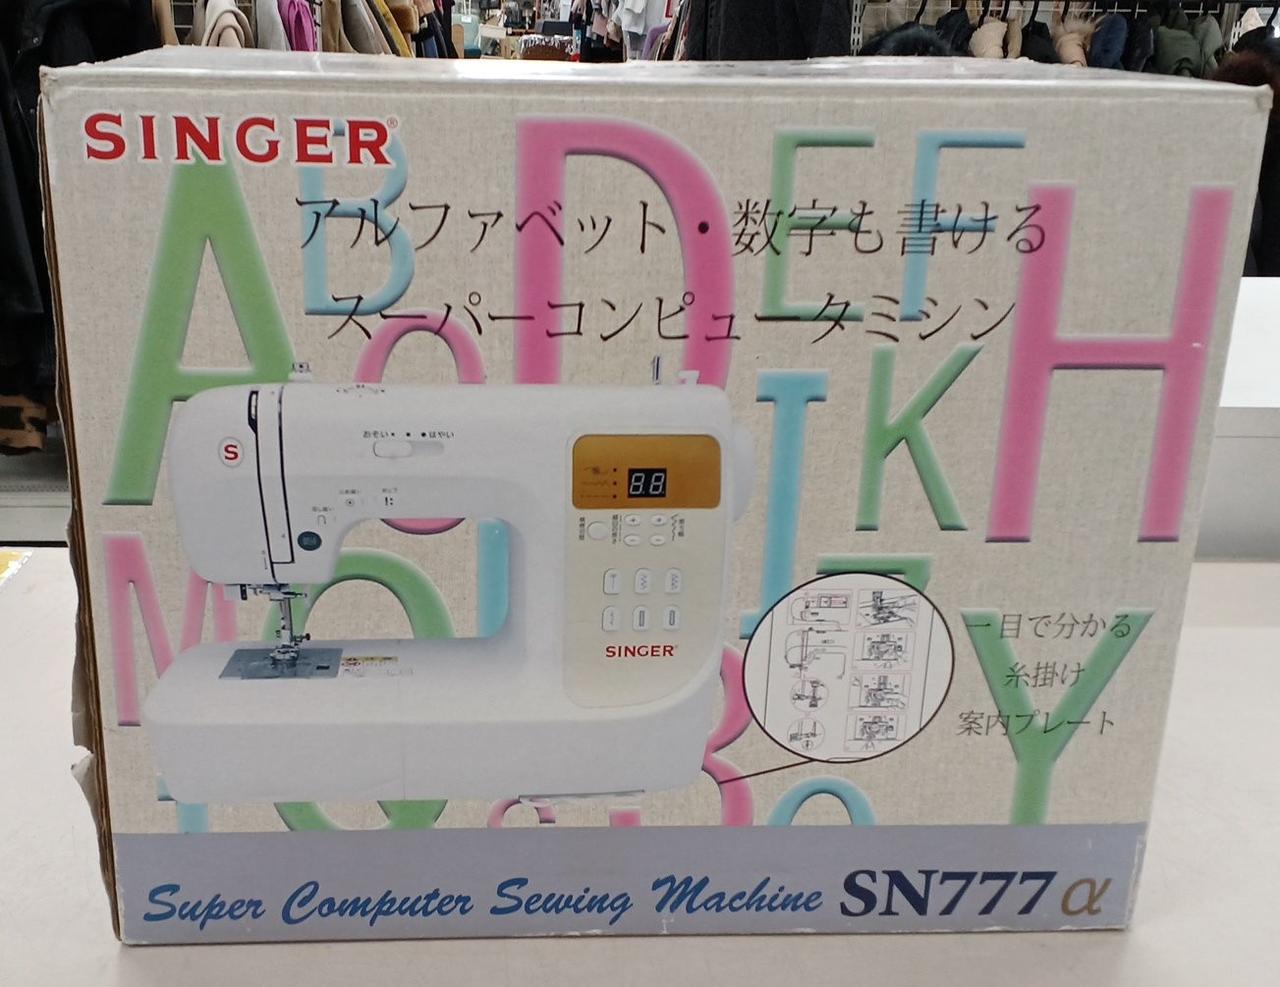 SINGER®
アルファベット・数字も書ける
スーパーコンピュータミシン
おそい はやい
S
88
SINGER®
一目で分かる
糸掛け
案内プレート
Super Computer Sewing Machine SN777α